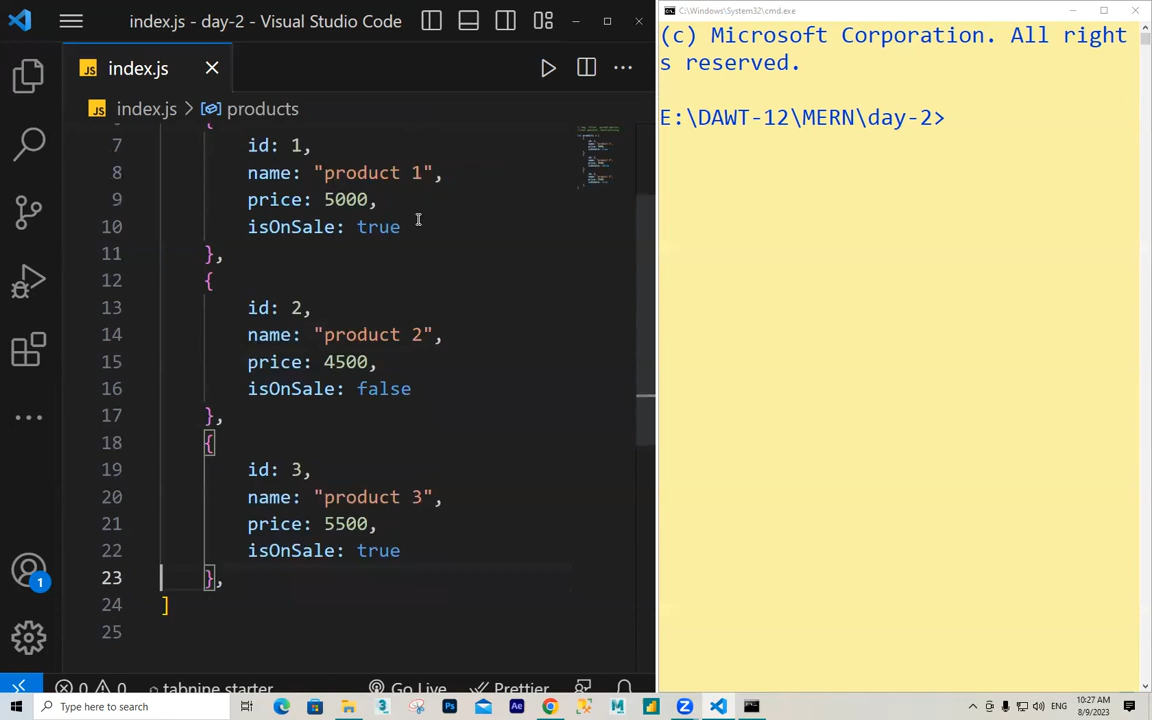 index.js - day-2 - Visual Studio Code
C:\Windows\System32\cmd.exe
JS index.js
JS index.js > products
7 id: 1,
8 name: "product 1",
9 price: 5000,
10 isOnSale: true
11 },
12 {
13 id: 2,
14 name: "product 2",
15 price: 4500,
16 isOnSale: false
17 },
18 {
19 id: 3,
20 name: "product 3",
21 price: 5500,
22 isOnSale: true
23 },
24 ]
25
1
0 0 tabnine starter Go Live Prettier
(c) Microsoft Corporation. All right
s reserved.
E:\DAWT-12\MERN\day-2>
Type here to search
Ps
Ae
ENG
10:27 AM
8/9/2023